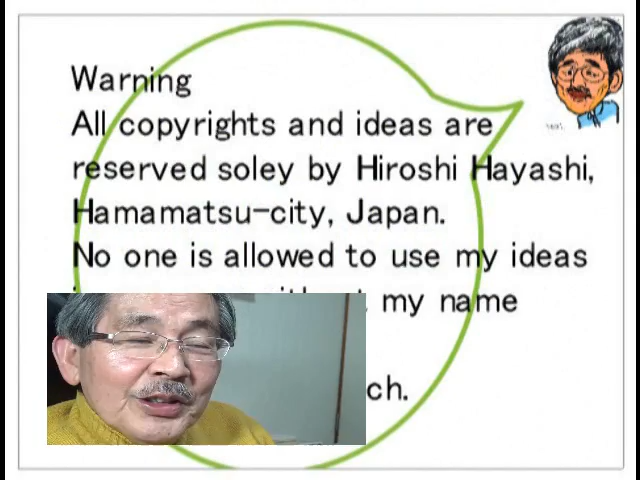 Warning
All copyrights and ideas are
reserved soley by Hiroshi Hayashi,
Hamamatsu-city, Japan.
No one is allowed to use my ideas
my name
ch.